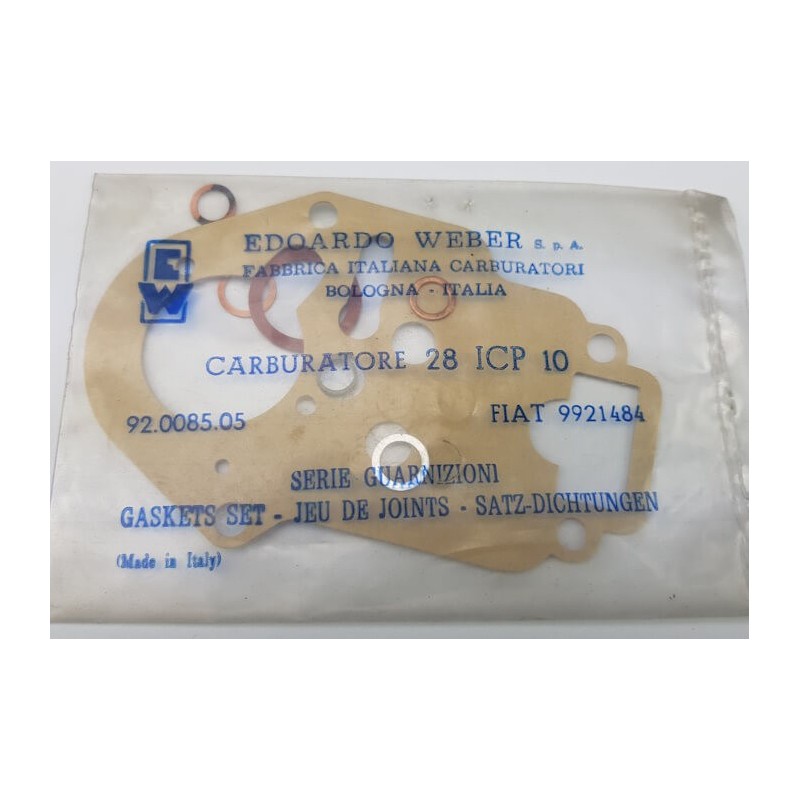 EW
EDOARDO WEBER S.p.A.
FABBRICA ITALIANA CARBURATORI
BOLOGNA - ITALIA
CARBURATORE 28 ICP 10
92.0085.05 FIAT 9921484
SERIE GUARNIZIONI
GASKETS SET - JEU DE JOINTS - SATZ-DICHTUNGEN
(Made in Italy)